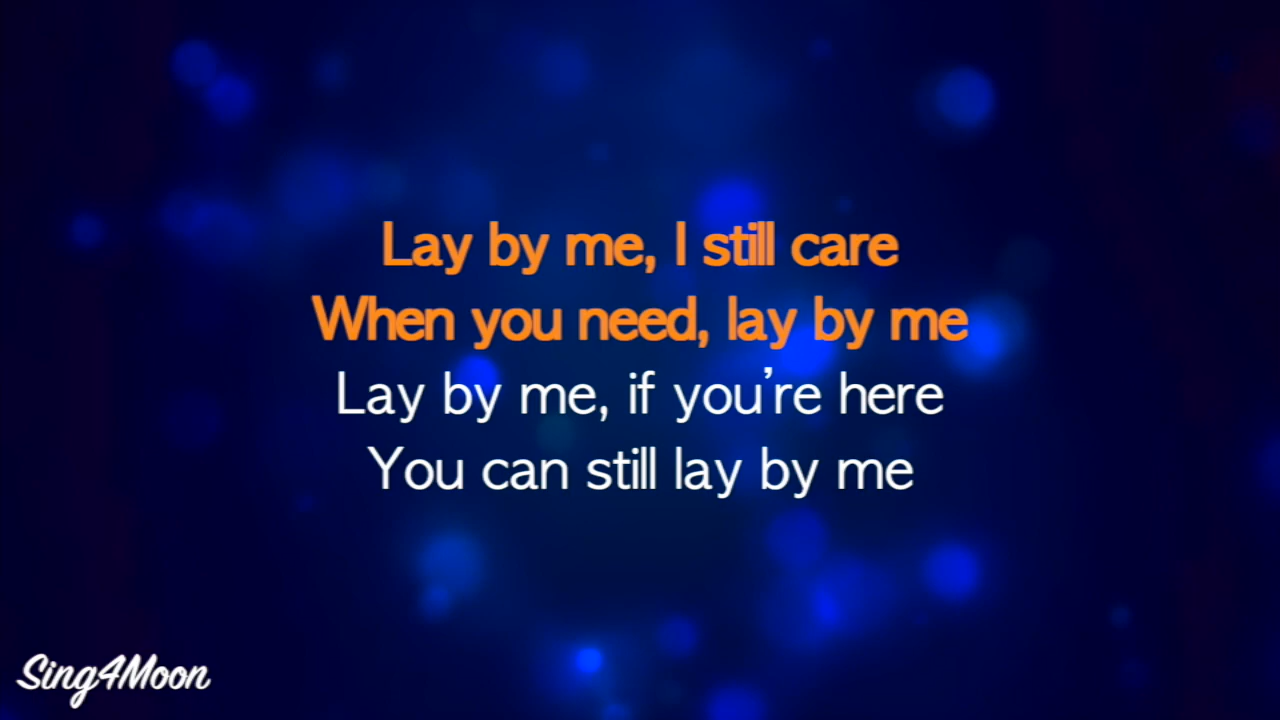 Lay by me, I still care
When you need, lay by me
Lay by me, if you’re here
You can still lay by me
Sing4Moon